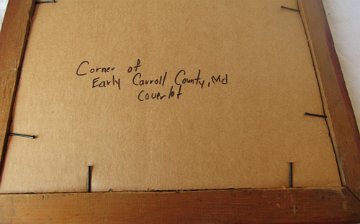 Corner of
Early Carroll County, Md
Coverlet